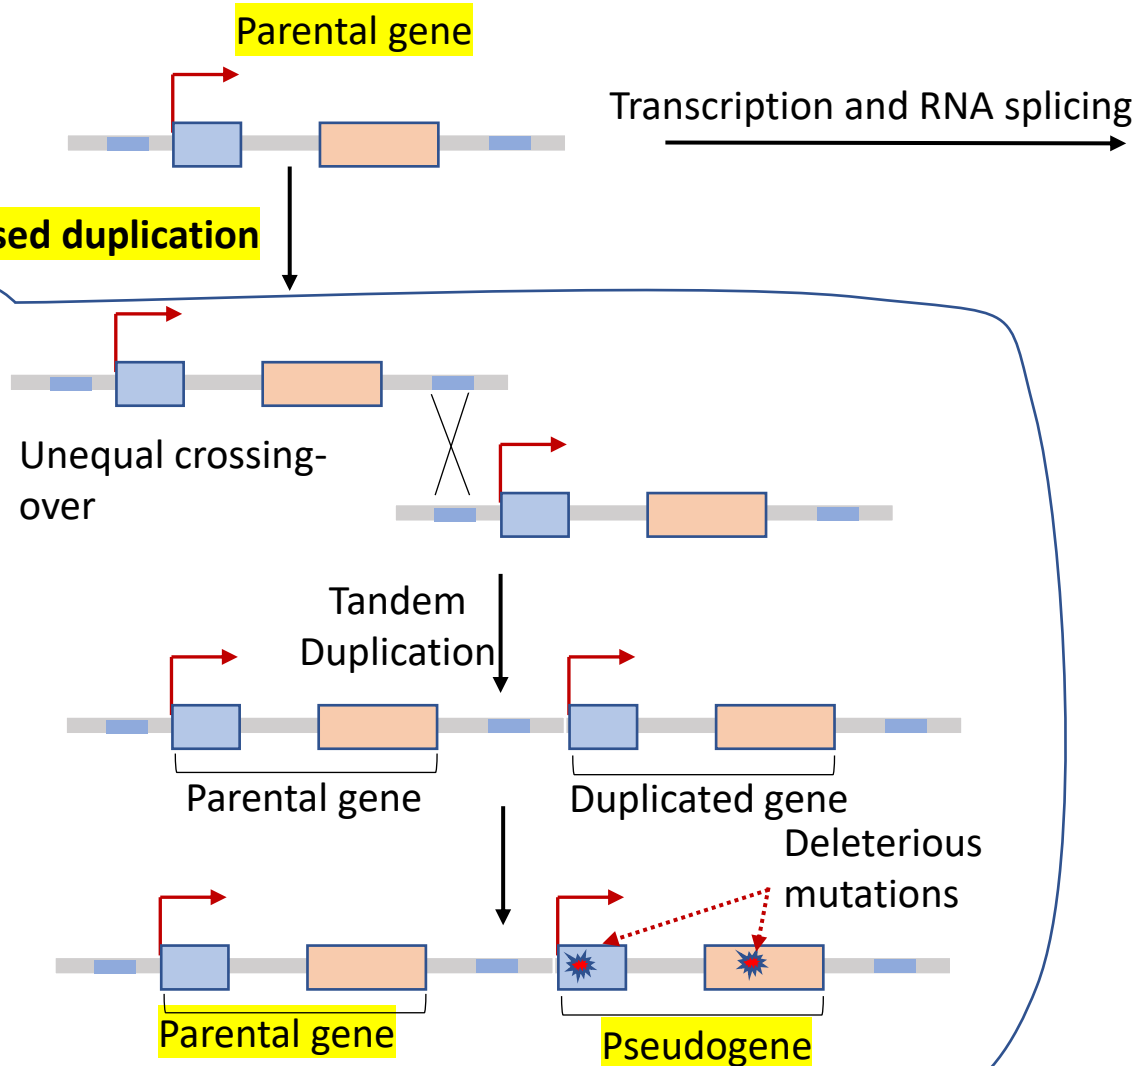 Parental gene
Transcription and RNA splicing
sed duplication
Unequal crossing-
over
Tandem
Duplication
Parental gene
Duplicated gene
Deleterious
mutations
Parental gene
Pseudogene